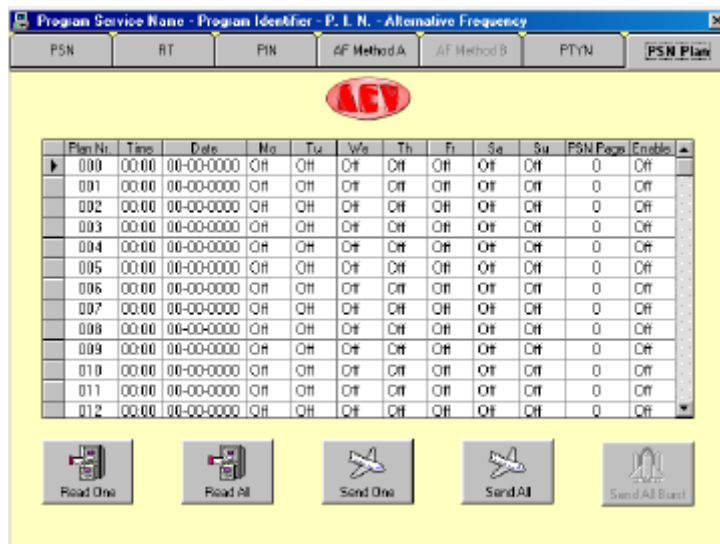 Program Service Name - Program Identifier - P. I. N. - Alternative Frequency
PSN RT PIN AF Method A AF Method B PTYN PSN Plan
AEV
Plan Nr. Time Date Mo Tu We Th Fr Sa Su PSN Page Enable
000 00:00 00-00-0000 Off Off Off Off Off Off Off 0 Off
001 00:00 00-00-0000 Off Off Off Off Off Off Off 0 Off
002 00:00 00-00-0000 Off Off Off Off Off Off Off 0 Off
003 00:00 00-00-0000 Off Off Off Off Off Off Off 0 Off
004 00:00 00-00-0000 Off Off Off Off Off Off Off 0 Off
005 00:00 00-00-0000 Off Off Off Off Off Off Off 0 Off
006 00:00 00-00-0000 Off Off Off Off Off Off Off 0 Off
007 00:00 00-00-0000 Off Off Off Off Off Off Off 0 Off
008 00:00 00-00-0000 Off Off Off Off Off Off Off 0 Off
009 00:00 00-00-0000 Off Off Off Off Off Off Off 0 Off
010 00:00 00-00-0000 Off Off Off Off Off Off Off 0 Off
011 00:00 00-00-0000 Off Off Off Off Off Off Off 0 Off
012 00:00 00-00-0000 Off Off Off Off Off Off Off 0 Off
Read One Read All Send One Send All Send All Burst